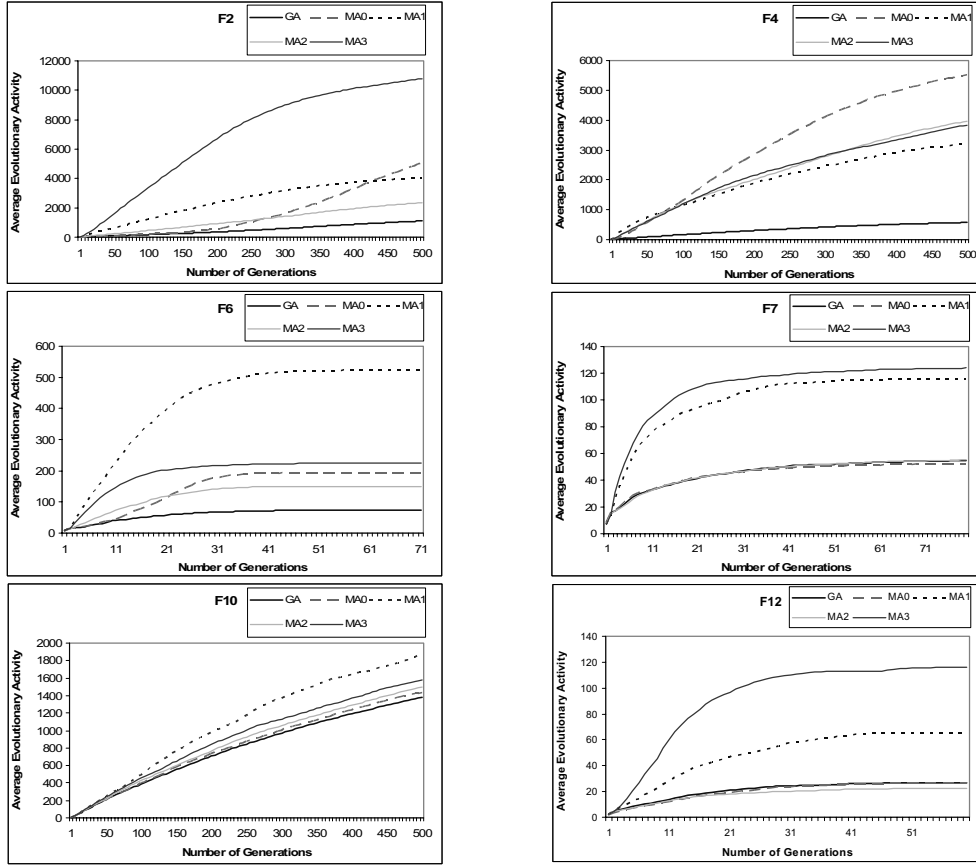 F2
GA MA0 MA1
MA2 MA3
Average Evolutionary Activity
12000
10000
8000
6000
4000
2000
0
1 50 100 150 200 250 300 350 400 450 500
Number of Generations
F4
GA MA0 MA1
MA2 MA3
Average Evolutionary Activity
6000
5000
4000
3000
2000
1000
0
1 50 100 150 200 250 300 350 400 450 500
Number of Generations
F6
GA MA0 MA1
MA2 MA3
Average Evolutionary Activity
600
500
400
300
200
100
0
1 11 21 31 41 51 61 71
Number of Generations
F7
GA MA0 MA1
MA2 MA3
Average Evolutionary Activity
140
120
100
80
60
40
20
0
1 11 21 31 41 51 61 71
Number of Generations
F10
GA MA0 MA1
MA2 MA3
Average Evolutionary Activity
2000
1800
1600
1400
1200
1000
800
600
400
200
0
1 50 100 150 200 250 300 350 400 450 500
Number of Generations
F12
GA MA0 MA1
MA2 MA3
Average Evolutionary Activity
140
120
100
80
60
40
20
0
1 11 21 31 41 51
Number of Generations